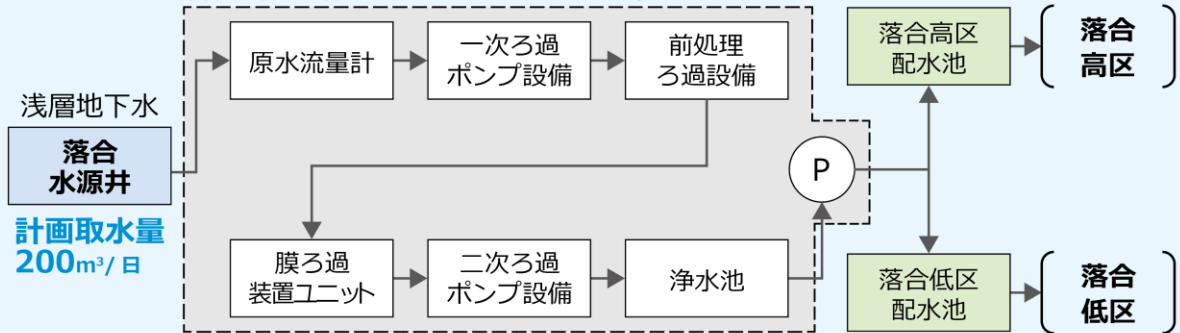 浅層地下水
落合
水源井
計画取水量
200m³/日
原水流量計
一次ろ過
ポンプ設備
前処理
ろ過設備
膜ろ過
装置ユニット
二次ろ過
ポンプ設備
浄水池
P
落合高区
配水池
落合
高区
落合低区
配水池
落合
低区